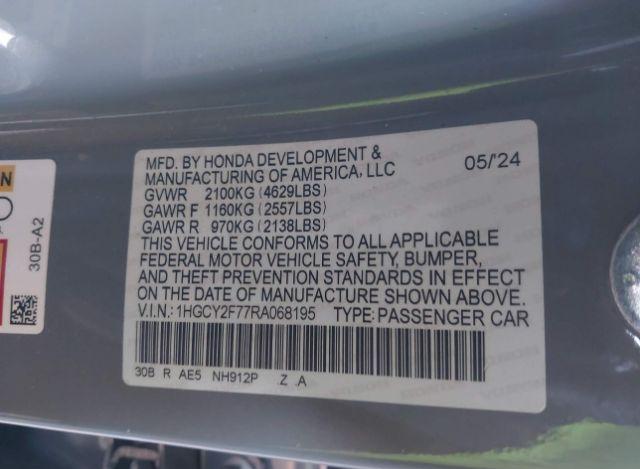 MFD. BY HONDA DEVELOPMENT &
MANUFACTURING OF AMERICA, LLC 05/'24
GVWR 2100KG (4629LBS)
GAWR F 1160KG (2557LBS)
GAWR R 970KG (2138LBS)
THIS VEHICLE CONFORMS TO ALL APPLICABLE
FEDERAL MOTOR VEHICLE SAFETY, BUMPER,
AND THEFT PREVENTION STANDARDS IN EFFECT
ON THE DATE OF MANUFACTURE SHOWN ABOVE.
V.I.N.: 1HGCY2F77RA068195 TYPE: PASSENGER CAR
30B R AE5 NH912P .Z .A
30B-A2